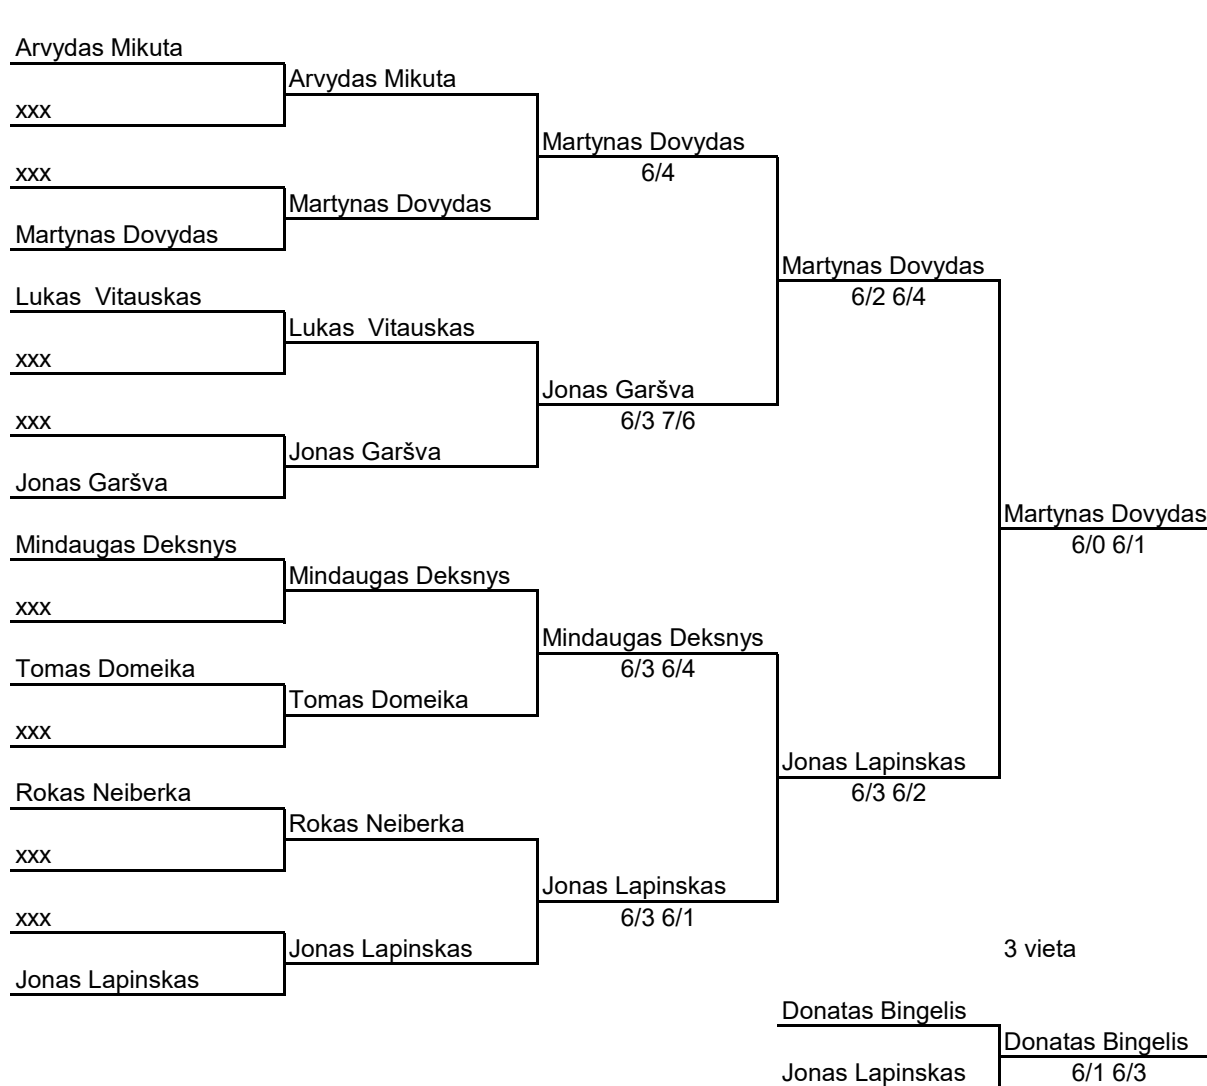 Arvydas Mikuta
Arvydas Mikuta
xxx
Martynas Dovydas
6/4
xxx
Martynas Dovydas
Martynas Dovydas
Martynas Dovydas
6/2 6/4
Lukas  Vitauskas
Lukas  Vitauskas
xxx
Jonas Garšva
6/3 7/6
xxx
Jonas Garšva
Jonas Garšva
Martynas Dovydas
6/0 6/1
Mindaugas Deksnys
Mindaugas Deksnys
xxx
Mindaugas Deksnys
6/3 6/4
Tomas Domeika
Tomas Domeika
xxx
Jonas Lapinskas
6/3 6/2
Rokas Neiberka
Rokas Neiberka
xxx
Jonas Lapinskas
6/3 6/1
xxx
Jonas Lapinskas
Jonas Lapinskas
3 vieta
Donatas Bingelis
Donatas Bingelis
Jonas Lapinskas
6/1 6/3